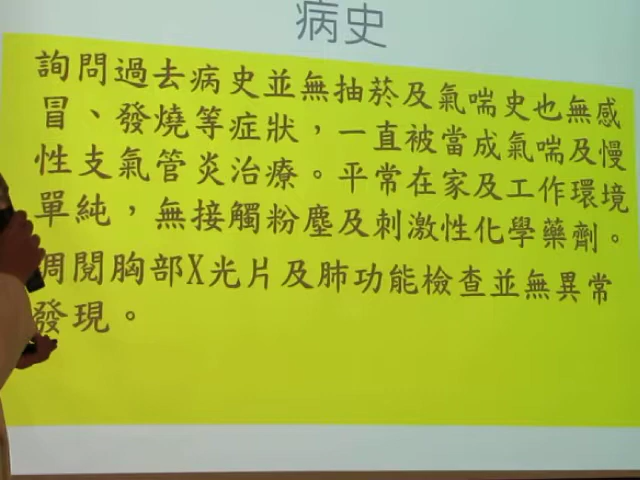 病史
詢問過去病史並無抽菸及氣喘史也無感
冒、發燒等症狀，一直被當成氣喘及慢
性支氣管炎治療。平常在家及工作環境
單純，無接觸粉塵及刺激性化學藥劑。
調閱胸部X光片及肺功能檢查並無異常
發現。